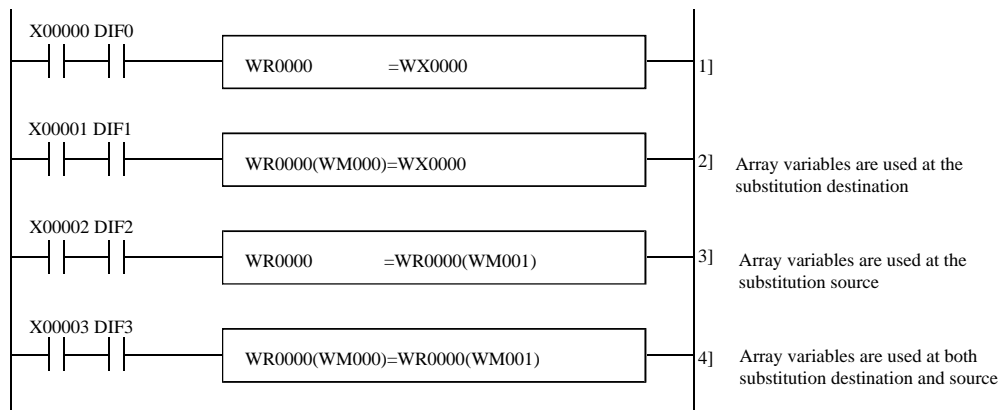 X00000 DIF0
WR0000 =WX0000
1]
X00001 DIF1
WR0000(WM000)=WX0000
2] Array variables are used at the
substitution destination
X00002 DIF2
WR0000 =WR0000(WM001)
3] Array variables are used at the
substitution source
X00003 DIF3
WR0000(WM000)=WR0000(WM001)
4] Array variables are used at both
substitution destination and source